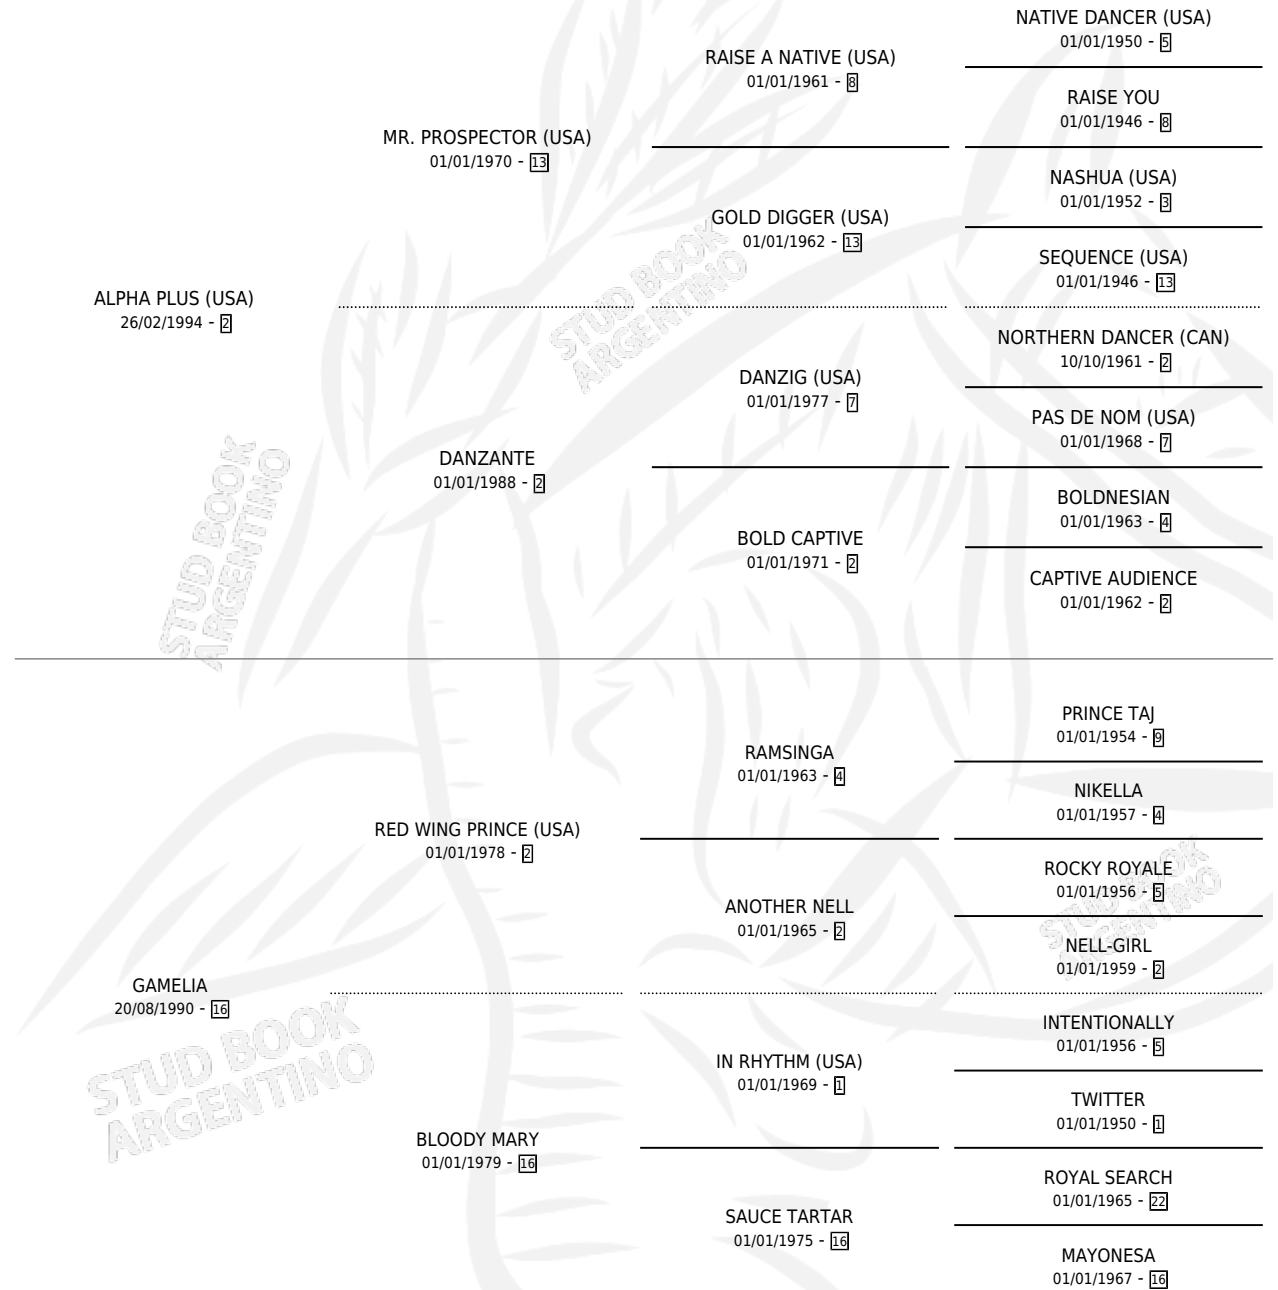 NATIVE DANCER (USA)
01/01/1950 - 5
RAISE A NATIVE (USA)
01/01/1961 - 8
RAISE YOU
01/01/1946 - 8
MR. PROSPECTOR (USA)
01/01/1970 - 13
NASHUA (USA)
01/01/1952 - 3
GOLD DIGGER (USA)
01/01/1962 - 13
SEQUENCE (USA)
01/01/1946 - 13
ALPHA PLUS (USA)
26/02/1994 - 2
NORTHERN DANCER (CAN)
10/10/1961 - 2
DANZIG (USA)
01/01/1977 - 7
PAS DE NOM (USA)
01/01/1968 - 7
DANZANTE
01/01/1988 - 2
BOLDNESIAN
01/01/1963 - 4
BOLD CAPTIVE
01/01/1971 - 2
CAPTIVE AUDIENCE
01/01/1962 - 2
STUD BOOK
ARGENTINO
STUD BOOK
ARGENTINO
PRINCE TAJ
01/01/1954 - 9
RAMSINGA
01/01/1963 - 4
NIKELLA
01/01/1957 - 4
RED WING PRINCE (USA)
01/01/1978 - 2
ROCKY ROYALE
01/01/1956 - 5
ANOTHER NELL
01/01/1965 - 2
NELL-GIRL
01/01/1959 - 2
STUD BOOK
ARGENTINO
GAMELIA
20/08/1990 - 16
INTENTIONALLY
01/01/1956 - 5
IN RHYTHM (USA)
01/01/1969 - 1
TWITTER
01/01/1950 - 1
STUD BOOK
ARGENTINO
BLOODY MARY
01/01/1979 - 16
ROYAL SEARCH
01/01/1965 - 22
SAUCE TARTAR
01/01/1975 - 16
MAYONESA
01/01/1967 - 16